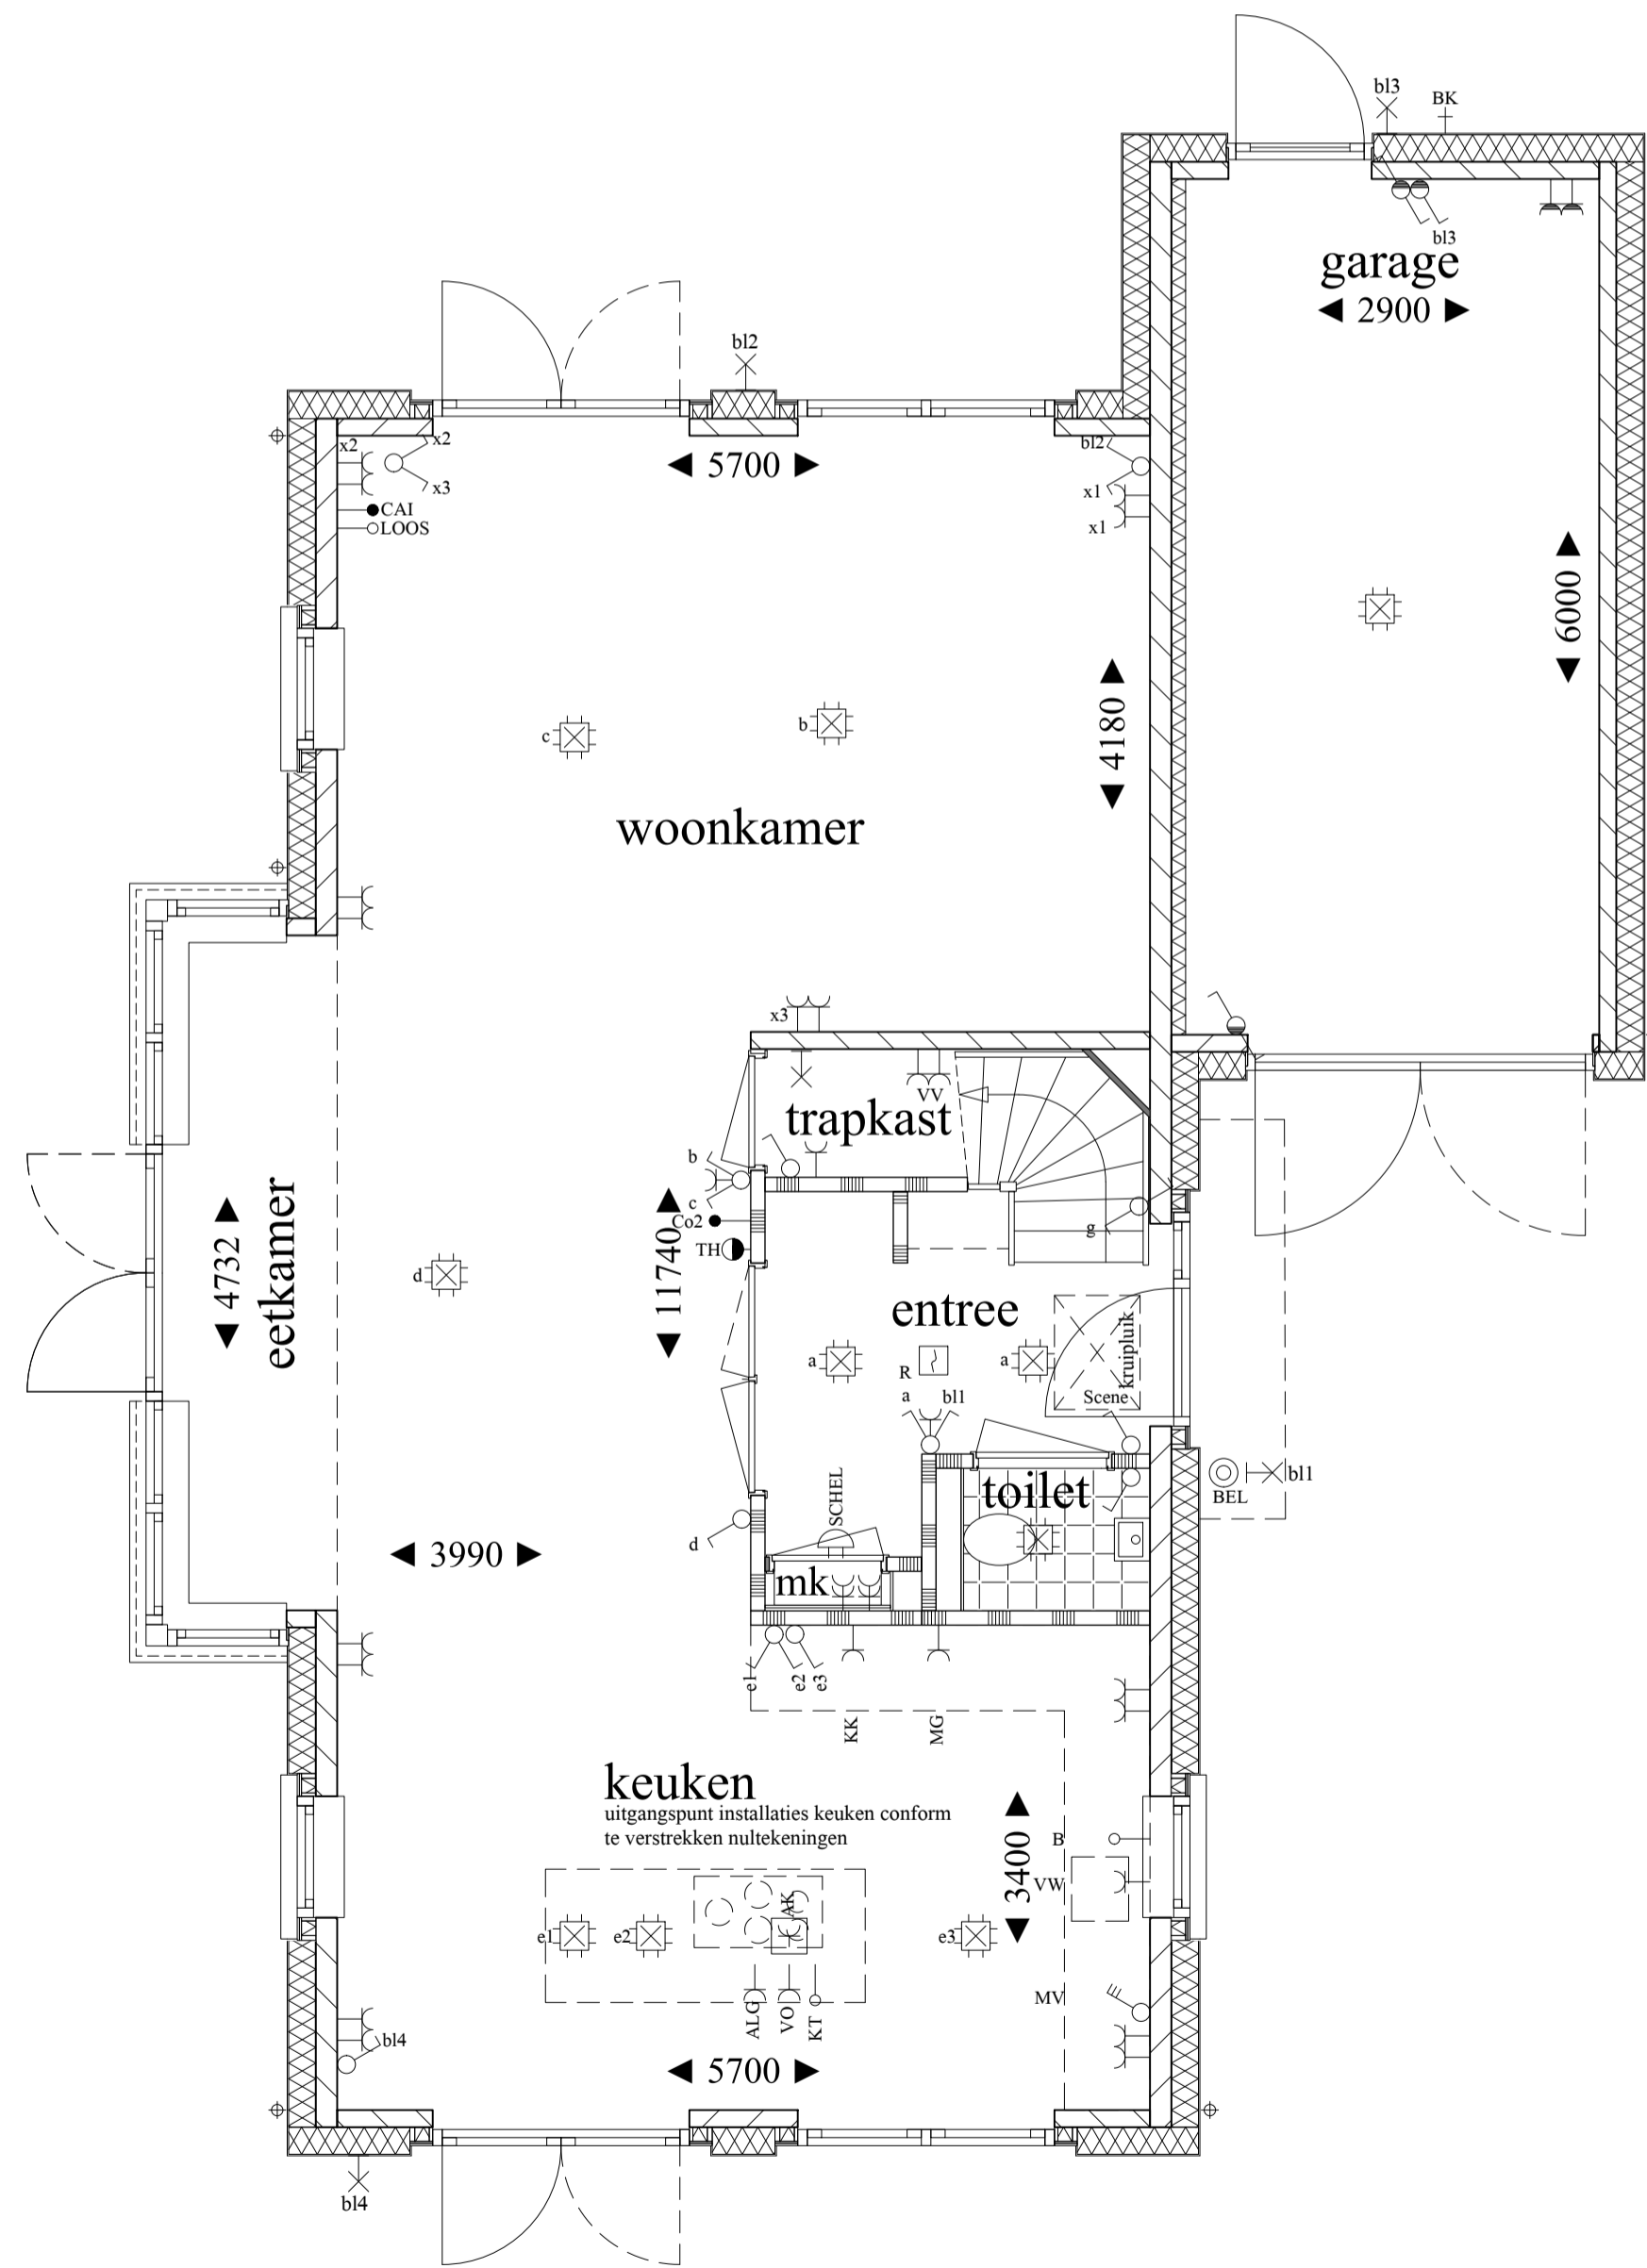 bl3
BK
bl3
garage
2900
bl2
x2
x2
x3
5700
bl2
CAI
x1
LOOS
x1
6000
c
b
4180
woonkamer
x3
VV
trapkast
b
c
Co2
g
TH
11740
4732
eetkamer
d
entree
kruipluik
a
R
a
a
bl1
Scene
SCHEL
toilet
bl1
BEL
d
3990
mk
e1
e2
e3
KK
MG
keuken
uitgangspunt installaties keuken conform
te verstrekken nultekeningen
B
3400
VW
AK
e1
e2
e3
MV
ALG
VO
KT
bl4
5700
bl4